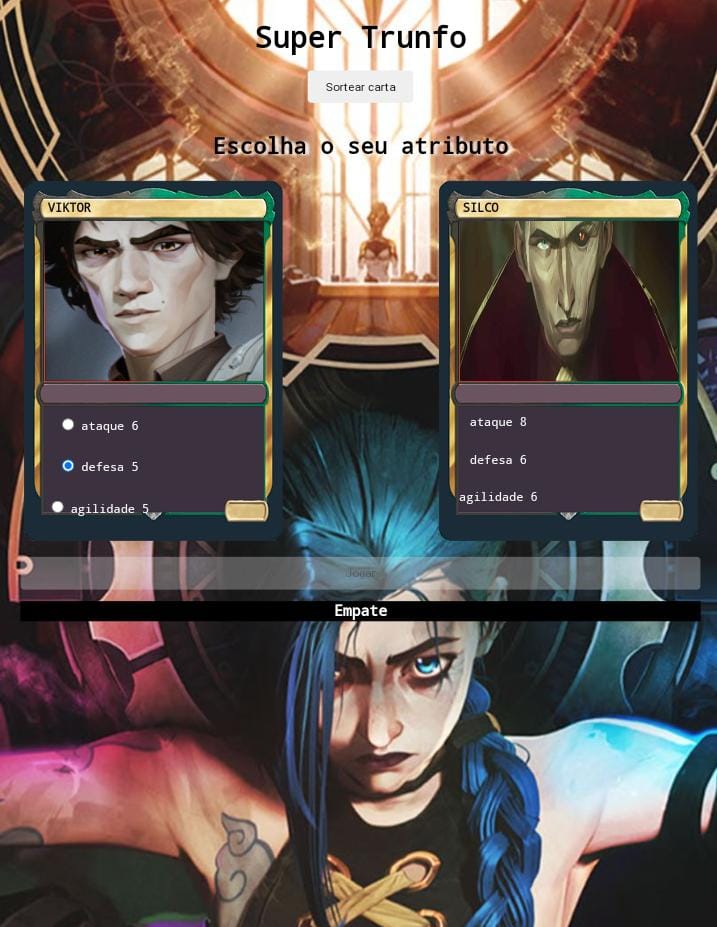 Super Trunfo
Sortear carta
Escolha o seu atributo
VIKTOR
ataque 6
defesa 5
agilidade 5
SILCO
ataque 8
defesa 6
agilidade 6
Jogar
Empate